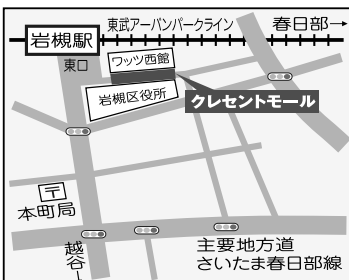 東武アーバンパークライン
春日部→
岩槻駅
東口
ワッツ西館
岩槻区役所
クレセントモール
〒
本町局
越谷→
主要地方道
さいたま春日部線